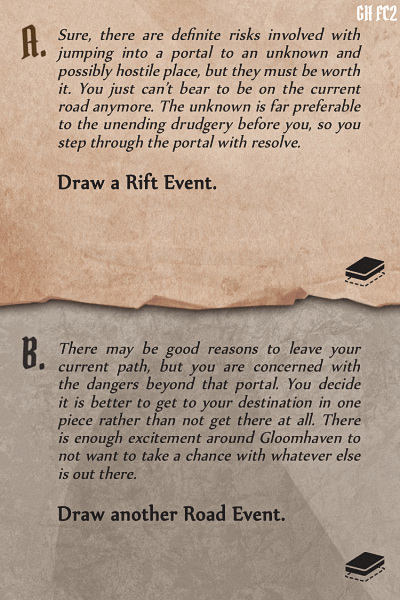 GH FC2
A. Sure, there are definite risks involved with
jumping into a portal to an unknown and
possibly hostile place, but they must be worth
it. You just can't bear to be on the current
road anymore. The unknown is far preferable
to the unending drudgery before you, so you
step through the portal with resolve.
Draw a Rift Event.
B. There may be good reasons to leave your
current path, but you are concerned with
the dangers beyond that portal. You decide
it is better to get to your destination in one
piece rather than not get there at all. There
is enough excitement around Gloomhaven to
not want to take a chance with whatever else
is out there.
Draw another Road Event.